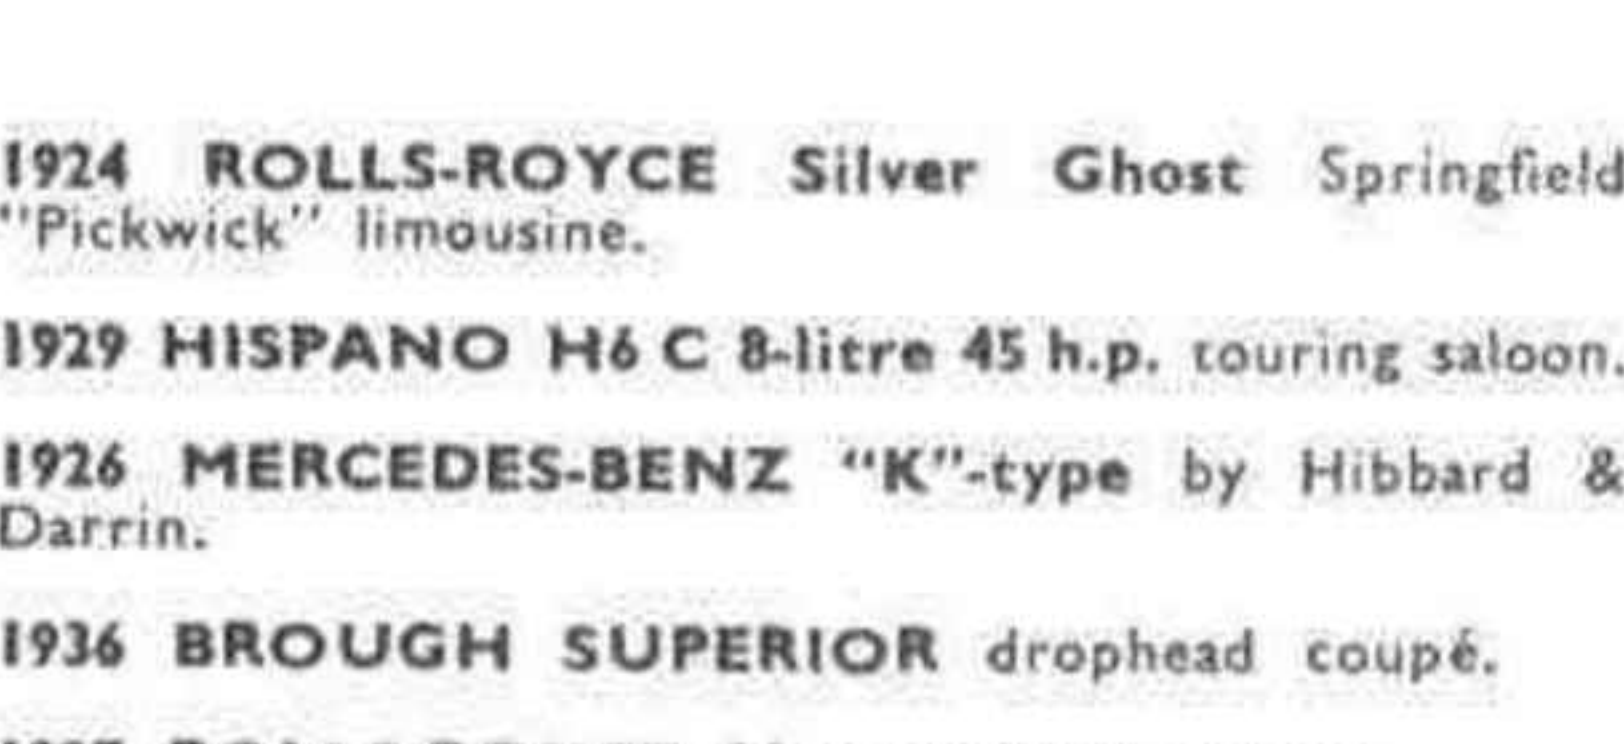 1924 ROLLS-ROYCE Silver Ghost Springfield
"Pickwick" limousine.
1929 HISPANO H6 C 8-litre 45 h.p. touring saloon.
1926 MERCEDES-BENZ "K"-type by Hibbard &
Darrin.
1936 BROUGH SUPERIOR drophead coupé.